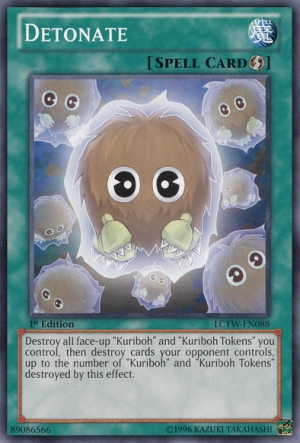 DETONATE
[SPELL CARD]
1st Edition
LCYW-EN088
Destroy all face-up "Kuriboh" and "Kuriboh Tokens" you
control, then destroy cards your opponent controls,
up to the number of "Kuriboh" and "Kuriboh Tokens"
destroyed by this effect.
89086566
©1996 KAZUKI TAKAHASHI